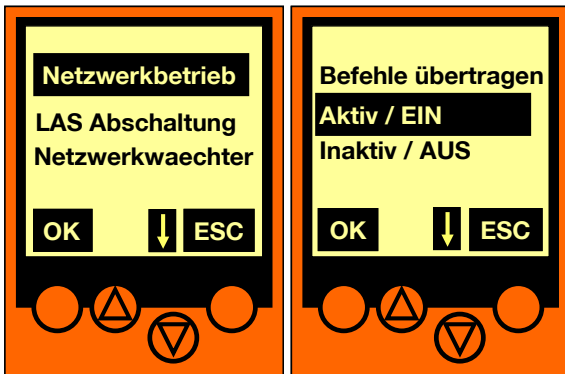 Netzwerkbetrieb
LAS Abschaltung
Netzwerkwaechter
OK
ESC
Befehle übertragen
Aktiv / EIN
Inaktiv / AUS
OK
ESC